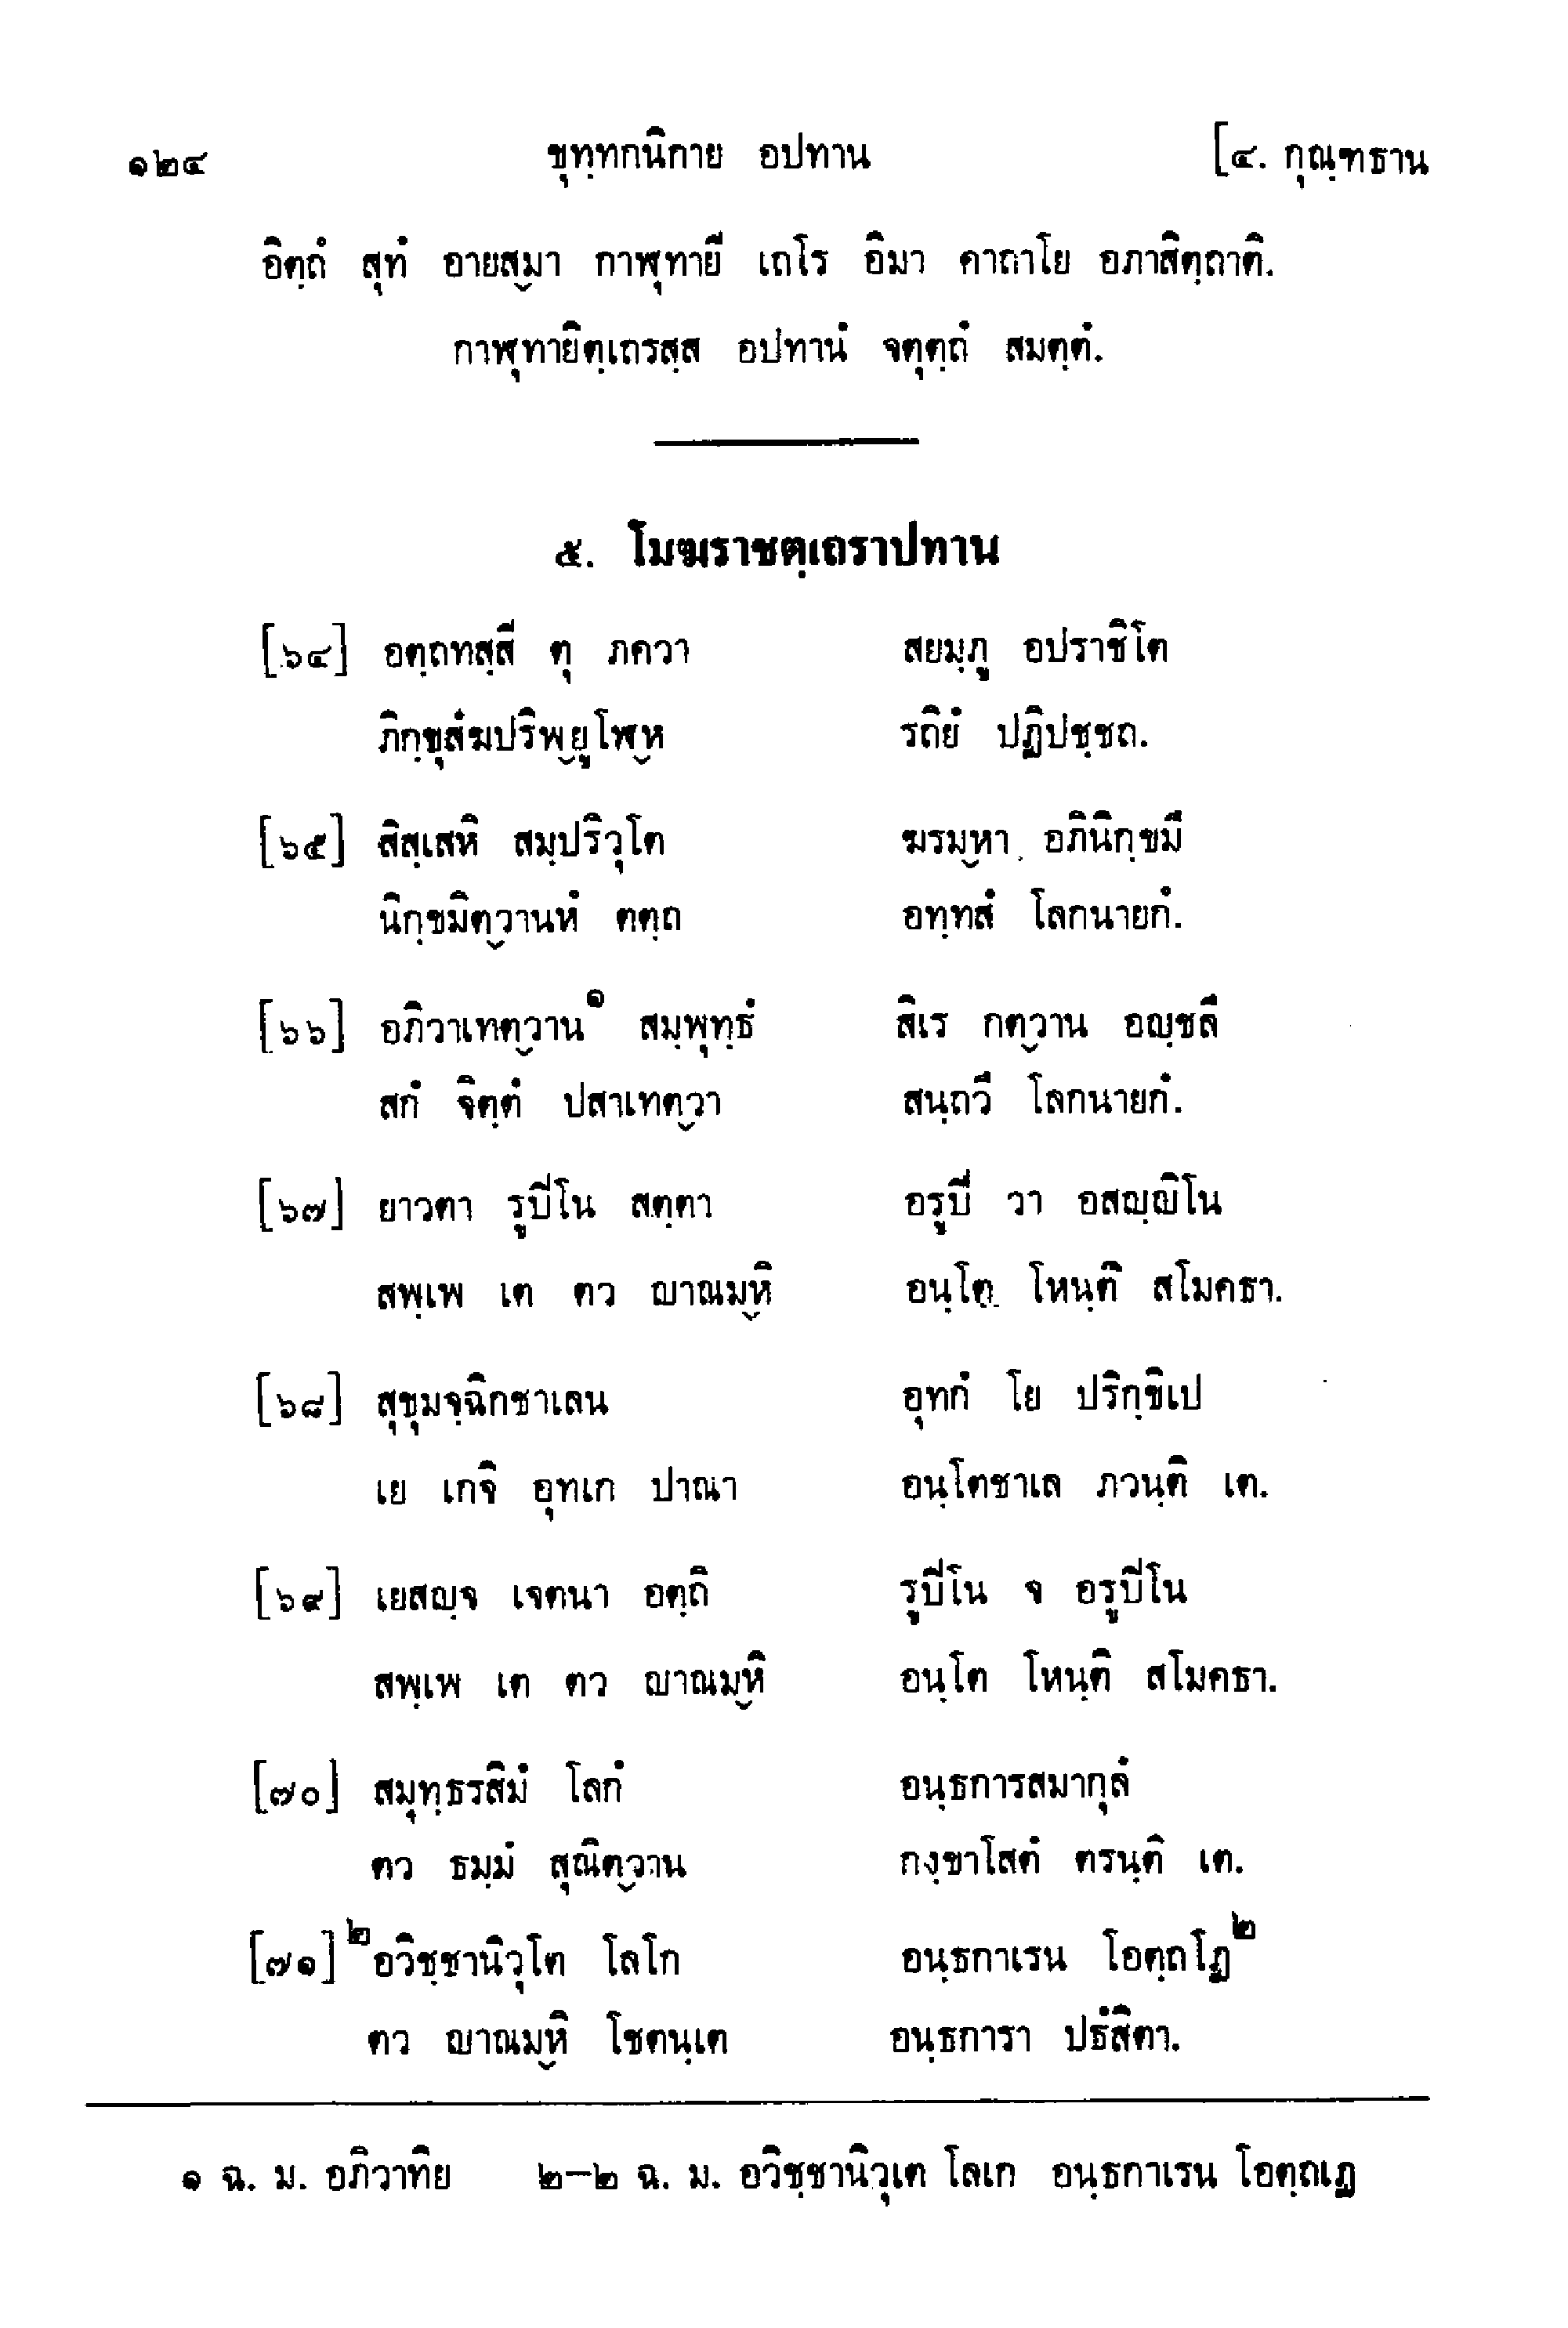 ๑๒๔ ขุทฺทกนิกาย อปทาน [๔. กุณฺฑธาน
อิตฺถํ สุทํ อายสฺมา กาฬุทายี เถโร อิมา คาถาโย อภาสิตฺถาติ.
กาฬุทายิตฺเถรสฺส อปทานํ จตุตฺถํ สมตฺตํ.
๕. โมฆราชตฺเถราปทาน
[๖๔] อตฺถทสฺสี ตุ ภควา สยมฺภู อปราชิโต
ภิกฺขุสํฆปริพฺยูโฬฺห รถิยํ ปฏิปชฺชถ.
[๖๕] สิสฺเสหิ สมฺปริวุโต ฆรมฺหา อภินิกฺขมึ
นิกฺขมิตฺวานหํ ตตฺถ อทฺทสํ โลกนายกํ.
[๖๖] อภิวาเทตฺวาน๑ สมฺพุทฺธํ สิเร กตฺวาน อญฺชลึ
สกํ จิตฺตํ ปสาเทตฺวา สนฺถวึ โลกนายกํ.
[๖๗] ยาวตา รูปิโน สตฺตา อรูปี วา อสญฺญิโน
สพฺเพ เต ตว ญาณมฺหิ อนฺโต โหนฺติ สโมคธา.
[๖๘] สุขุมจฺฉิกชาเลน อุทกํ โย ปริกฺขิเป
เย เกจิ อุทเก ปาณา อนฺโตชาเล ภวนฺติ เต.
[๖๙] เยสญฺจ เจตนา อตฺถิ รูปิโน จ อรูปิโน
สพฺเพ เต ตว ญาณมฺหิ อนฺโต โหนฺติ สโมคธา.
[๗๐] สมุทฺธรสิมํ โลกํ อนฺธการสมากุลํ
ตว ธมฺมํ สุณิตฺวาน กงฺขาโสตํ ตรนฺติ เต.
[๗๑] ๒อวิชฺชานิวุโต โลโก อนฺธกาเรน โอตฺถโฏ๒
ตว ญาณมฺหิ โชตนฺเต อนฺธการา ปธํสิตา.
๑ ฉ. ม. อภิวาทิย ๒–๒ ฉ. ม. อวิชฺชานิวุเต โลเก อนฺธกาเรน โอตฺถเฏ